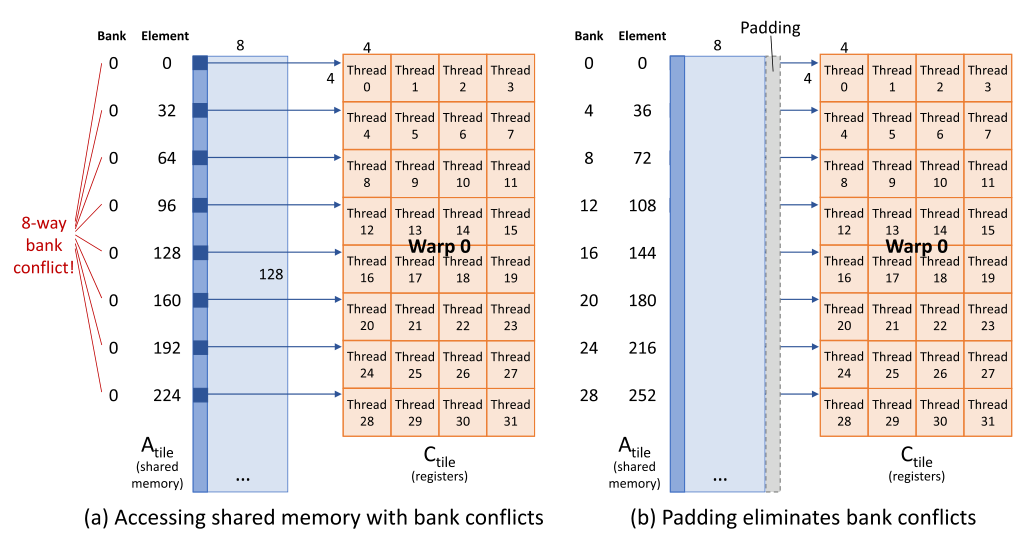 Bank Element
8
4
4
0 0
0 32
0 64
0 96
0 128
0 160
0 192
0 224
8-way
bank
conflict!
128
Thread Thread Thread Thread
0 1 2 3
Thread Thread Thread Thread
4 5 6 7
Thread Thread Thread Thread
8 9 10 11
Thread Thread Thread Thread
12 13 14 15
Warp 0
Thread Thread Thread Thread
16 17 18 19
Thread Thread Thread Thread
20 21 22 23
Thread Thread Thread Thread
24 25 26 27
Thread Thread Thread Thread
28 29 30 31
Atile
(shared
memory)
...
Ctile
(registers)
(a) Accessing shared memory with bank conflicts
Padding
Bank Element
8
4
4
0 0
4 36
8 72
12 108
16 144
20 180
24 216
28 252
Thread Thread Thread Thread
0 1 2 3
Thread Thread Thread Thread
4 5 6 7
Thread Thread Thread Thread
8 9 10 11
Thread Thread Thread Thread
12 13 14 15
Warp 0
Thread Thread Thread Thread
16 17 18 19
Thread Thread Thread Thread
20 21 22 23
Thread Thread Thread Thread
24 25 26 27
Thread Thread Thread Thread
28 29 30 31
Atile
(shared
memory)
...
Ctile
(registers)
(b) Padding eliminates bank conflicts